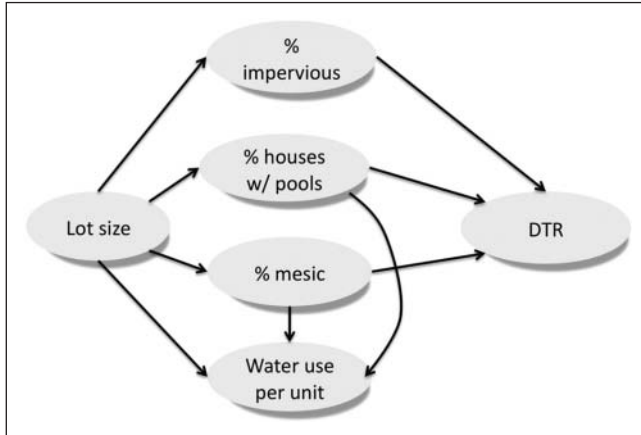 %
impervious
% houses
w/ pools
Lot size
DTR
% mesic
Water use
per unit